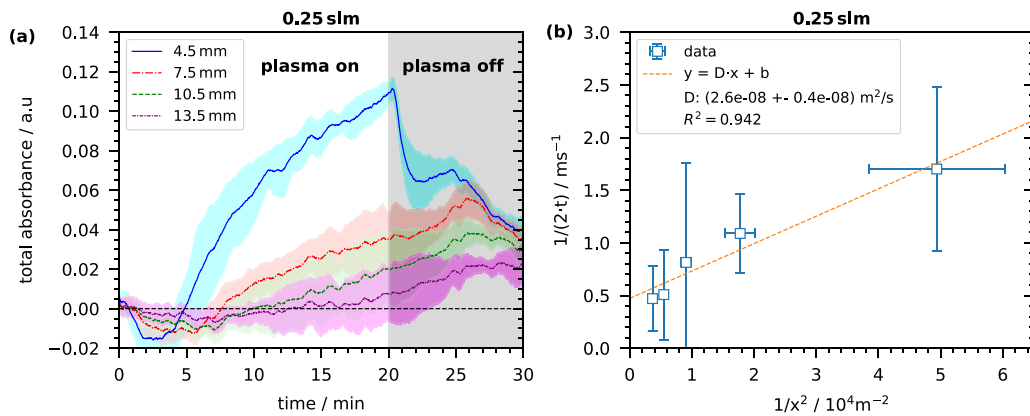 0.25 slm
(a)
4.5 mm
7.5 mm
10.5 mm
13.5 mm
plasma on
plasma off
0.14
0.12
0.10
0.08
0.06
0.04
0.02
0.00
−0.02
total absorbance / a.u
0
5
10
15
20
25
30
time / min
0.25 slm
(b)
data
y = D·x + b
D: (2.6e-08 +- 0.4e-08) m²/s
R² = 0.942
3.0
2.5
2.0
1.5
1.0
0.5
0.0
1/(2·t) / ms⁻¹
0
1
2
3
4
5
6
1/x² / 10⁴m⁻²